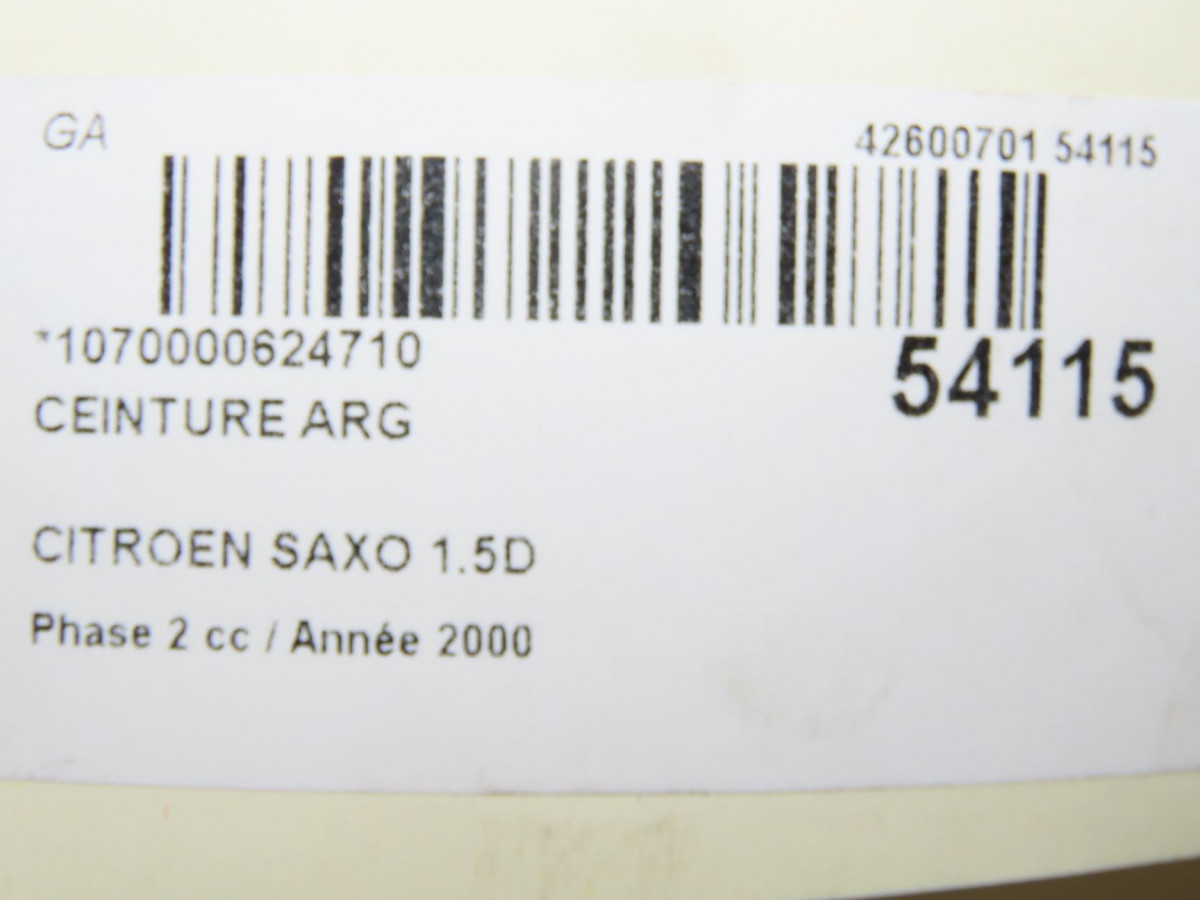 GA
42600701 54115
*1070000624710
54115
CEINTURE ARG
CITROEN SAXO 1.5D
Phase 2 cc / Année 2000